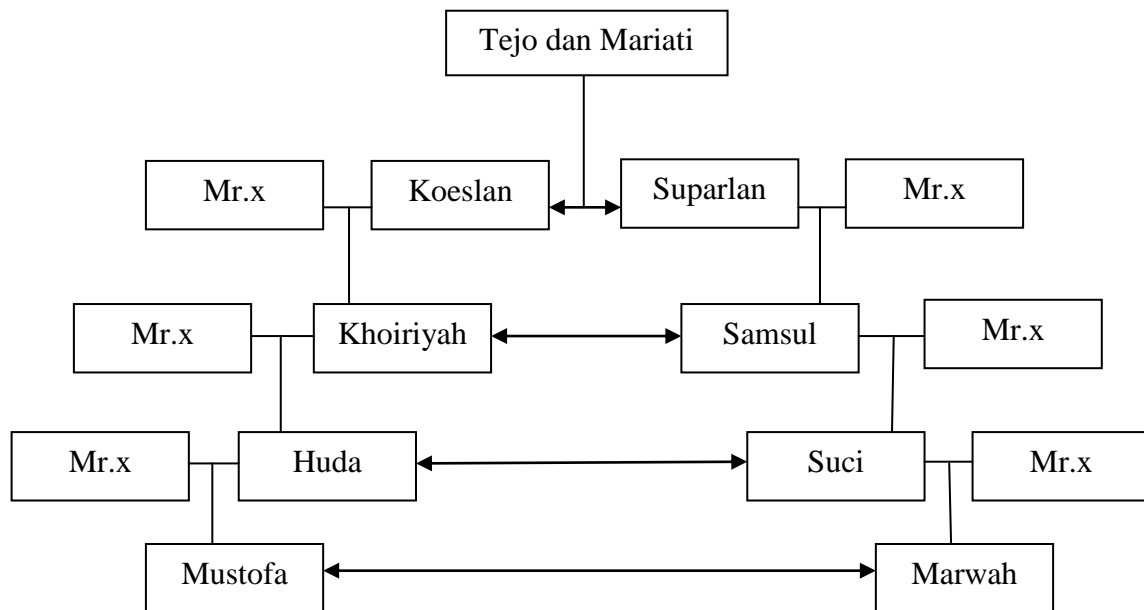 Tejo dan Mariati
Mr.x
Koeslan
Suparlan
Mr.x
Mr.x
Khoiriyah
Samsul
Mr.x
Mr.x
Huda
Suci
Mr.x
Mustofa
Marwah